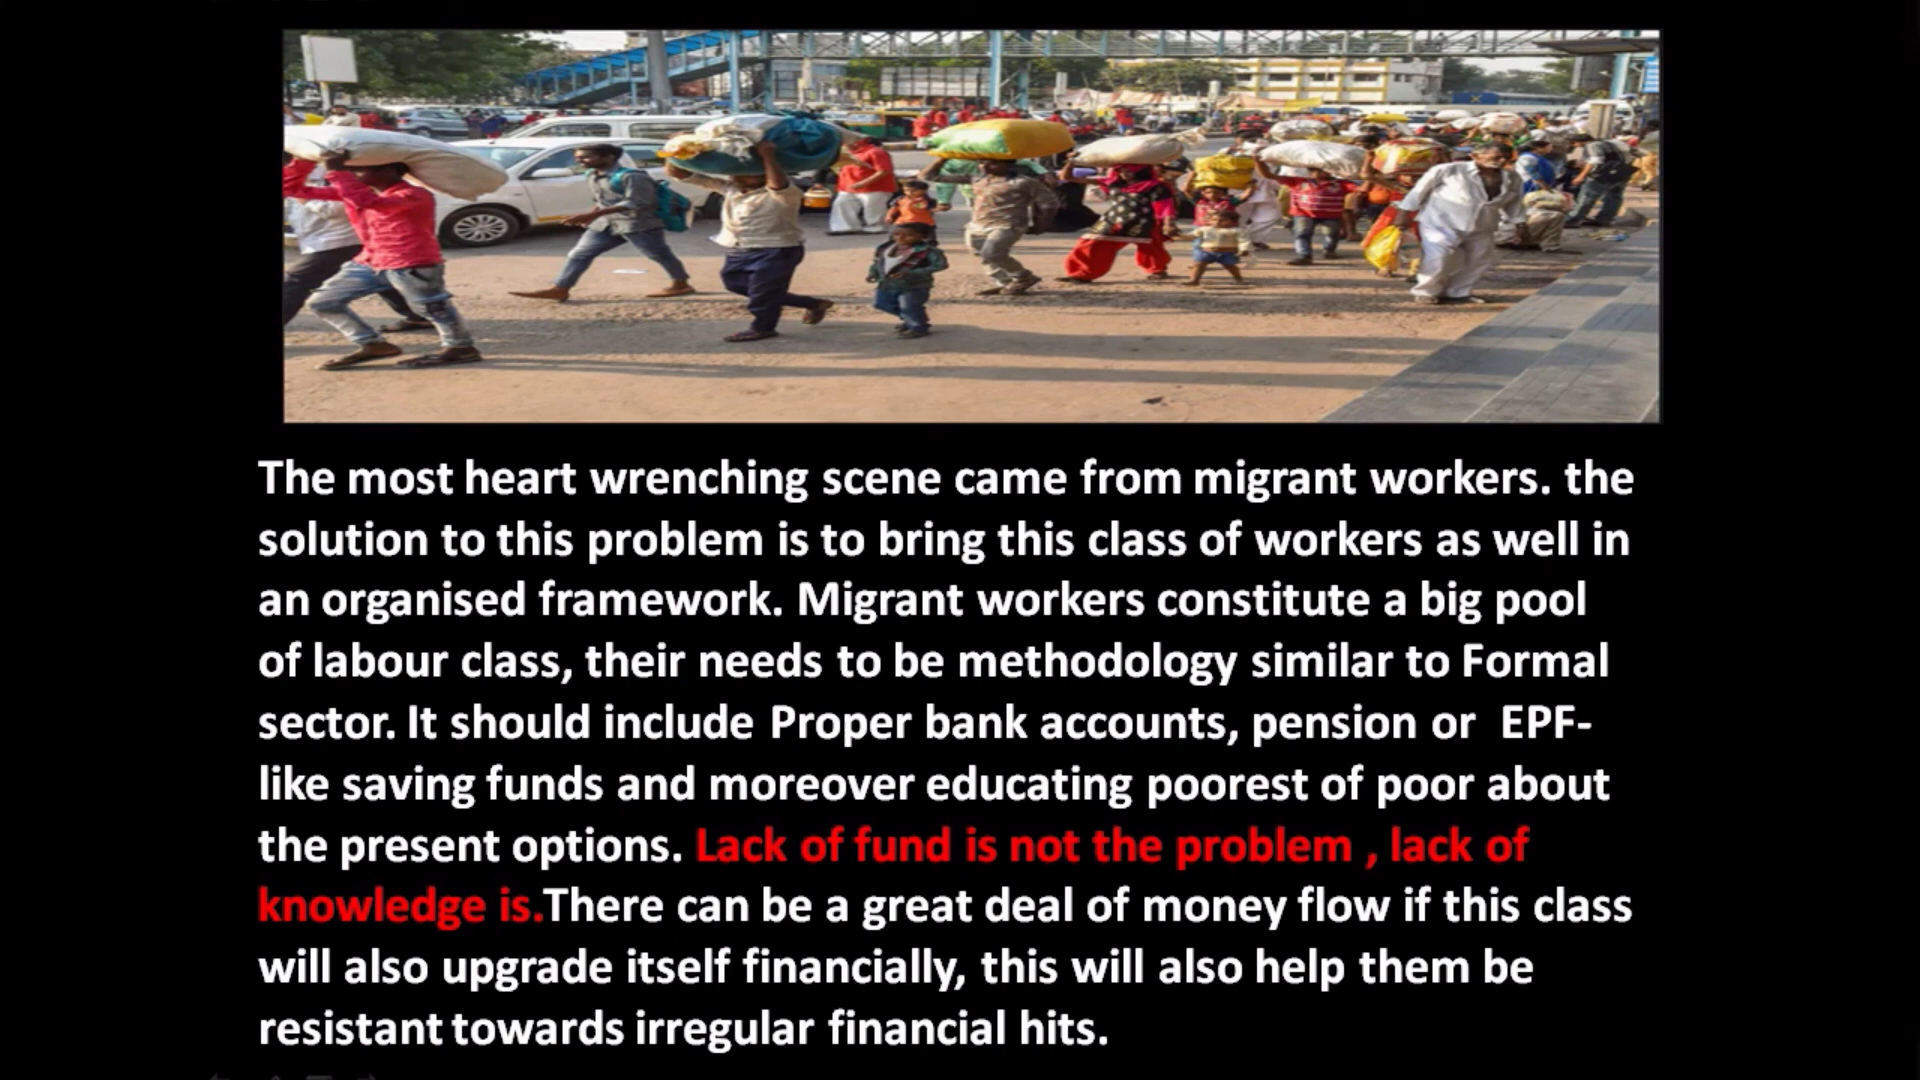 The most heart wrenching scene came from migrant workers. the
solution to this problem is to bring this class of workers as well in
an organised framework. Migrant workers constitute a big pool
of labour class, their needs to be methodology similar to Formal
sector. It should include Proper bank accounts, pension or EPF-
like saving funds and moreover educating poorest of poor about
the present options. Lack of fund is not the problem , lack of
knowledge is.There can be a great deal of money flow if this class
will also upgrade itself financially, this will also help them be
resistant towards irregular financial hits.